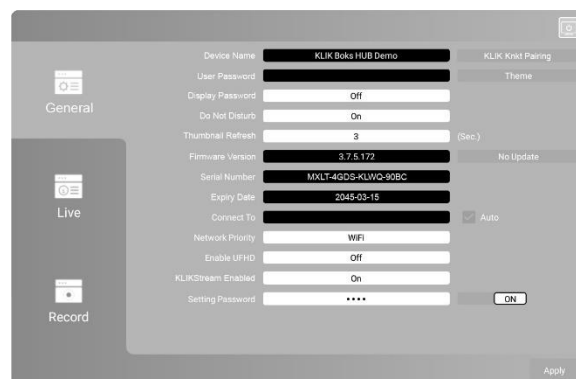 Device Name KLIK Boks HUB Demo KLIK Knkt Pairing
User Password Theme
Display Password Off
General
Do Not Disturb On
Thumbnail Refresh 3 (Sec.)
Firmware Version 3.7.5.172 No Update
Serial Number MXLT-4GDS-KLWQ-90BC
Expiry Date 2045-03-15
Live
Connect To Auto
Network Priority WiFi
Enable UFHD Off
KLIKStream Enabled On
Setting Password •••• ON
Record
Apply